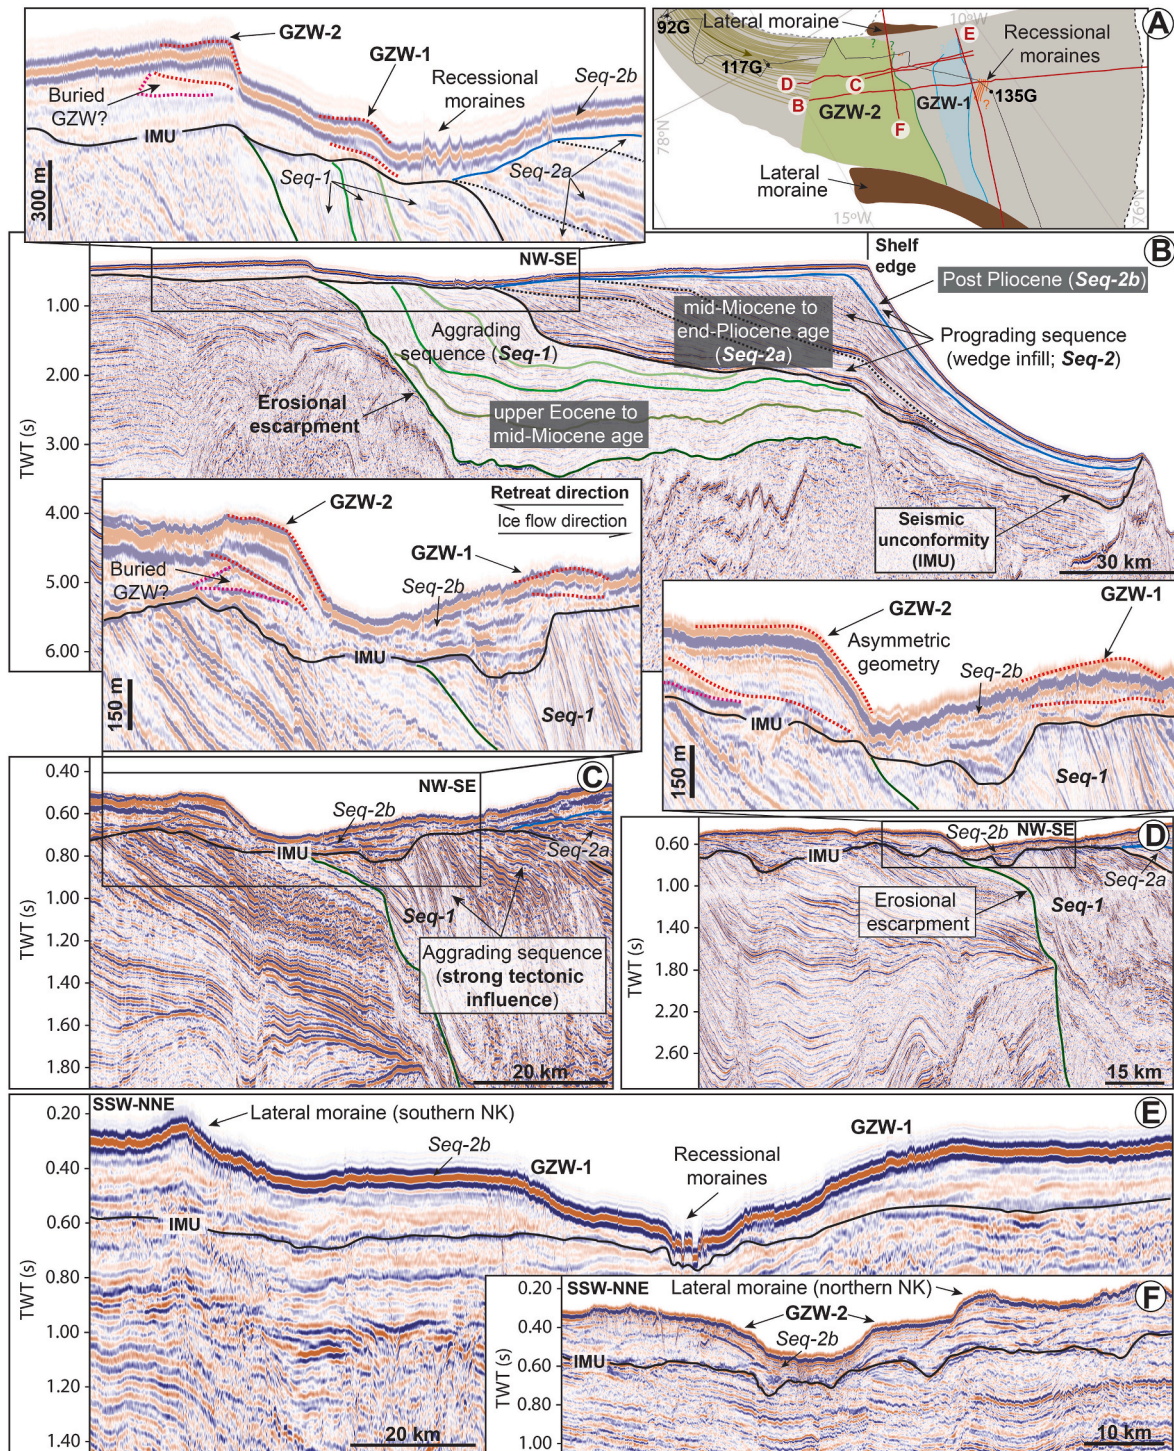 A
92G
117G
135G
Lateral moraine
10ºW
E
Recessional
moraines
D
C
B
GZW-2
GZW-1
F
?
?
?
78ºN
Lateral
moraine
15ºW
76ºN
GZW-2
GZW-1
Recessional
moraines
Seq-2b
Buried
GZW?
IMU
Seq-1
Seq-2a
300 m
B
NW-SE
Shelf
edge
Post Pliocene (Seq-2b)
mid-Miocene to
end-Pliocene age
(Seq-2a)
Prograding sequence
(wedge infill; Seq-2)
Aggrading
sequence (Seq-1)
Erosional
escarpment
upper Eocene to
mid-Miocene age
Seismic
unconformity
(IMU)
30 km
TWT (s)
1.00
2.00
3.00
TWT (s)
4.00
5.00
6.00
GZW-2
Retreat direction
Ice flow direction
GZW-1
Seq-2b
Buried
GZW?
IMU
Seq-1
150 m
GZW-2
GZW-1
Asymmetric
geometry
Seq-2b
IMU
Seq-1
150 m
C
NW-SE
Seq-2b
IMU
Seq-2a
Seq-1
Aggrading sequence
(strong tectonic
influence)
20 km
TWT (s)
0.40
0.60
0.80
1.00
1.20
1.40
1.60
1.80
D
Seq-2b
NW-SE
IMU
Seq-2a
Erosional
escarpment
Seq-1
15 km
TWT (s)
0.60
1.00
1.40
1.80
2.20
2.60
E
SSW-NNE
Lateral moraine (southern NK)
Seq-2b
GZW-1
Recessional
moraines
GZW-1
IMU
20 km
TWT (s)
0.20
0.40
0.60
0.80
1.00
1.20
1.40
F
SSW-NNE
Lateral moraine (northern NK)
GZW-2
Seq-2b
IMU
10 km
TWT (s)
0.20
0.40
0.60
0.80
1.00